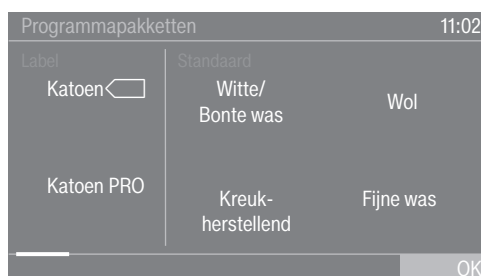 Programmapakketten 11:02
Label
Katoen
Katoen PRO
Standaard
Witte/
Bonte was
Wol
Kreuk-
herstellend
Fijne was
OK